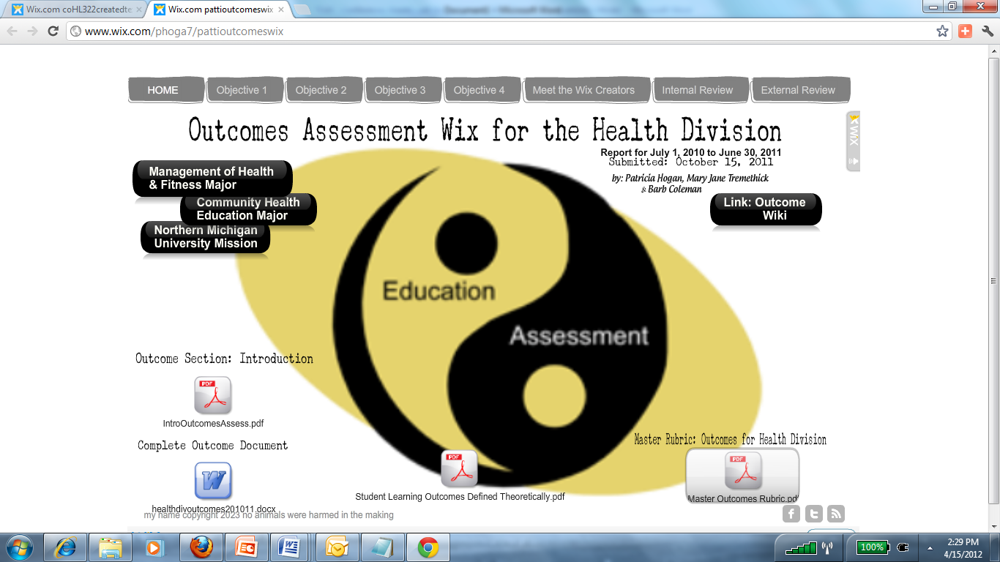 Wix.com coHL322createdte
Wix.com pattioutcomeswix
www.wix.com/phoga7/pattioutcomeswix
HOME
Objective 1
Objective 2
Objective 3
Objective 4
Meet the Wix Creators
Internal Review
External Review
Outcomes Assessment Wix for the Health Division
WiX
Report for July 1, 2010 to June 30, 2011
Submitted: October 15, 2011
by: Patricia Hogan, Mary Jane Tremethick
& Barb Coleman
Management of Health
& Fitness Major
Community Health
Education Major
Northern Michigan
University Mission
Link: Outcome
Wiki
Education
Assessment
Outcome Section: Introduction
PDF
IntroOutcomesAssess.pdf
Complete Outcome Document
W
healthdivoutcomes201011.docx
PDF
Student Learning Outcomes Defined Theoretically.pdf
Master Rubric: Outcomes for Health Division
PDF
Master Outcomes Rubric.pdf
my name copyright 2023 no animals were harmed in the making
100%
2:29 PM
4/15/2012